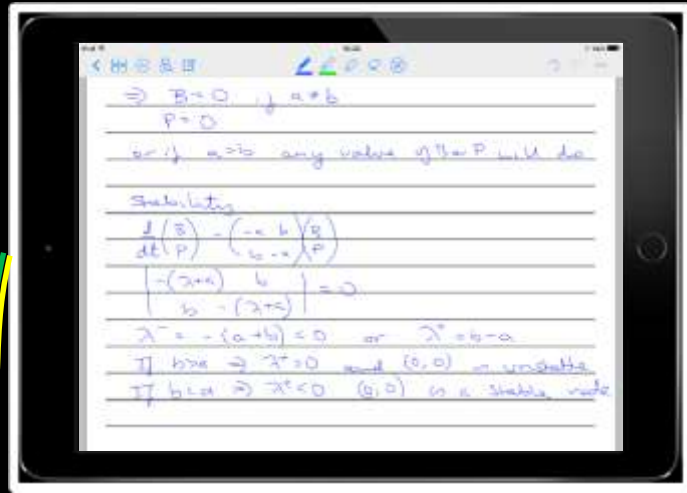 ⇒ B=0 if a≠b
P=0
or if a=b any value of B or P will do
Stability
d/dt (B P) = (-a b b -a)(B P)
|-(λ+a) b b -(λ+a)| = 0
λ⁻ = -(a+b) < 0 or λ⁺ = b-a
If b>a ⇒ λ⁺>0 and (0,0) is unstable
If b<a ⇒ λ⁺<0 (0,0) is a stable node